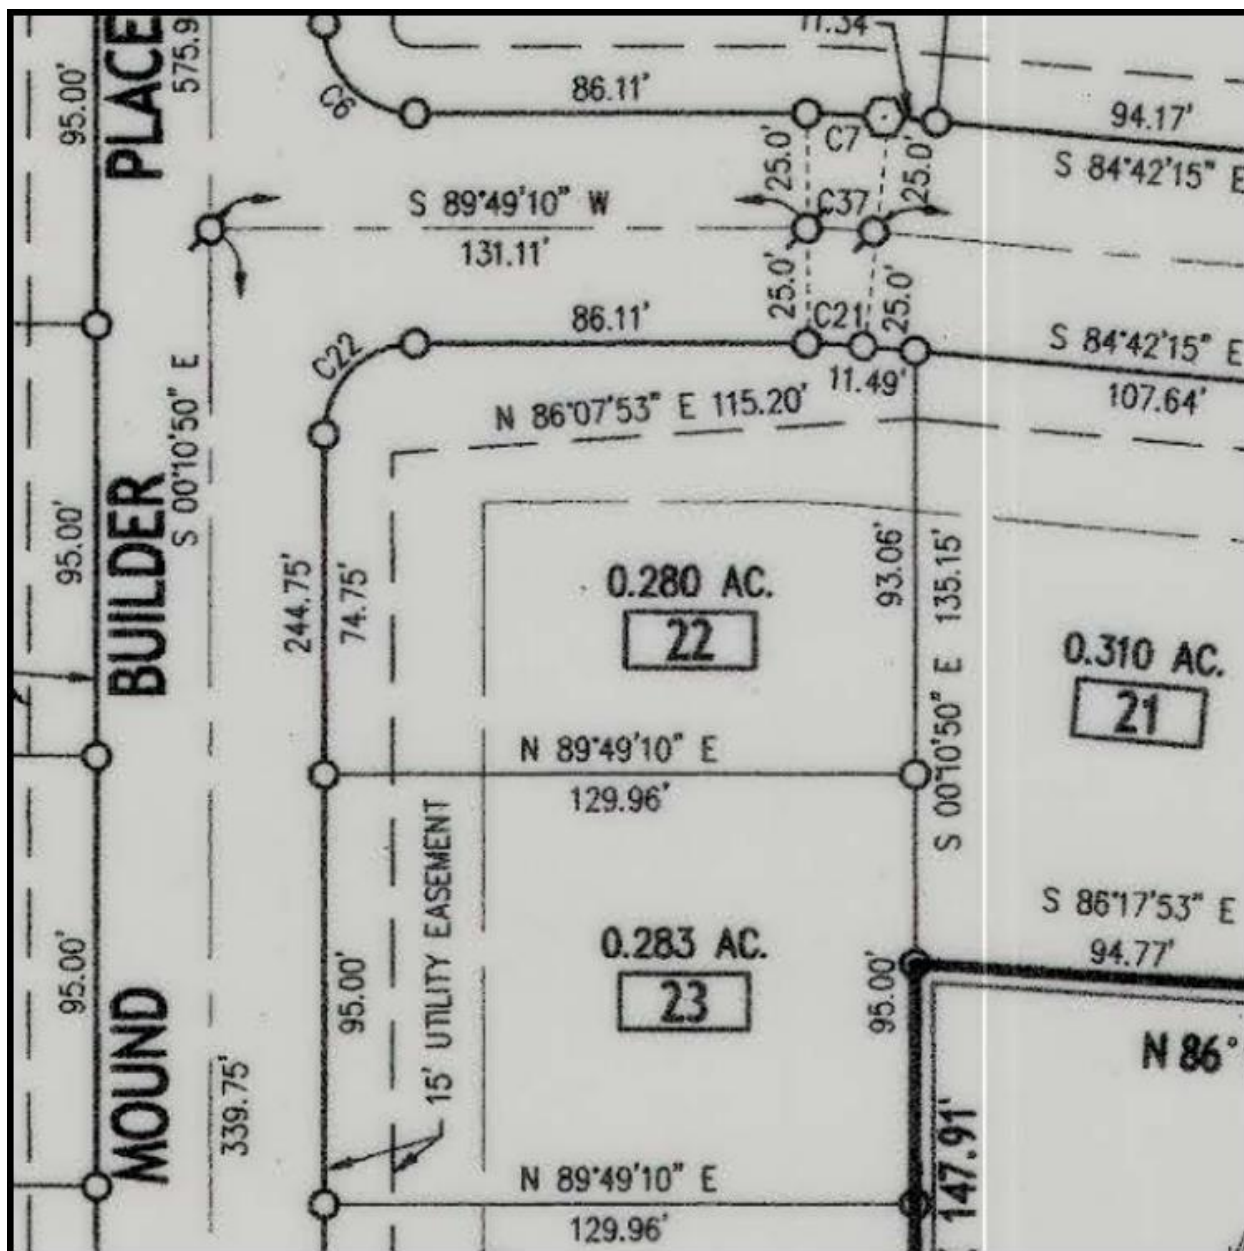 PLACE
575.9
11.34
95.00'
C6
86.11'
C7
94.17'
S 84°42'15" E
25.0'
25.0'
S 89°49'10" W
131.11'
C37
25.0'
25.0'
86.11'
C21
11.49'
S 84°42'15" E
107.64'
C22
N 86°07'53" E 115.20'
S 00°10'50" E
BUILDER
95.00'
244.75'
74.75'
0.280 AC.
22
93.06'
S 00°10'50" E 135.15'
0.310 AC.
21
N 89°49'10" E
129.96'
15' UTILITY EASEMENT
S 86°17'53" E
94.77'
0.283 AC.
23
95.00'
95.00'
95.00'
MOUND
339.75'
N 86°
147.91'
N 89°49'10" E
129.96'